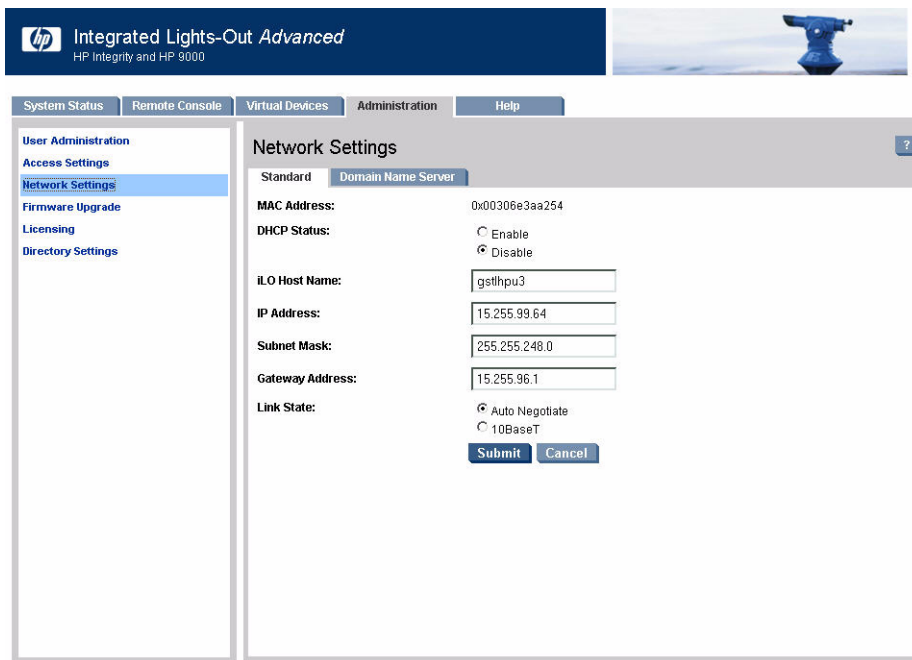 hp
Integrated Lights-Out Advanced
HP Integrity and HP 9000
System Status
Remote Console
Virtual Devices
Administration
Help
User Administration
Access Settings
Network Settings
Firmware Upgrade
Licensing
Directory Settings
Network Settings
?
Standard
Domain Name Server
MAC Address: 0x00306e3aa254
DHCP Status: Enable
Disable
iLO Host Name: gstlhpu3
IP Address: 15.255.99.64
Subnet Mask: 255.255.248.0
Gateway Address: 15.255.96.1
Link State: Auto Negotiate
10BaseT
Submit
Cancel